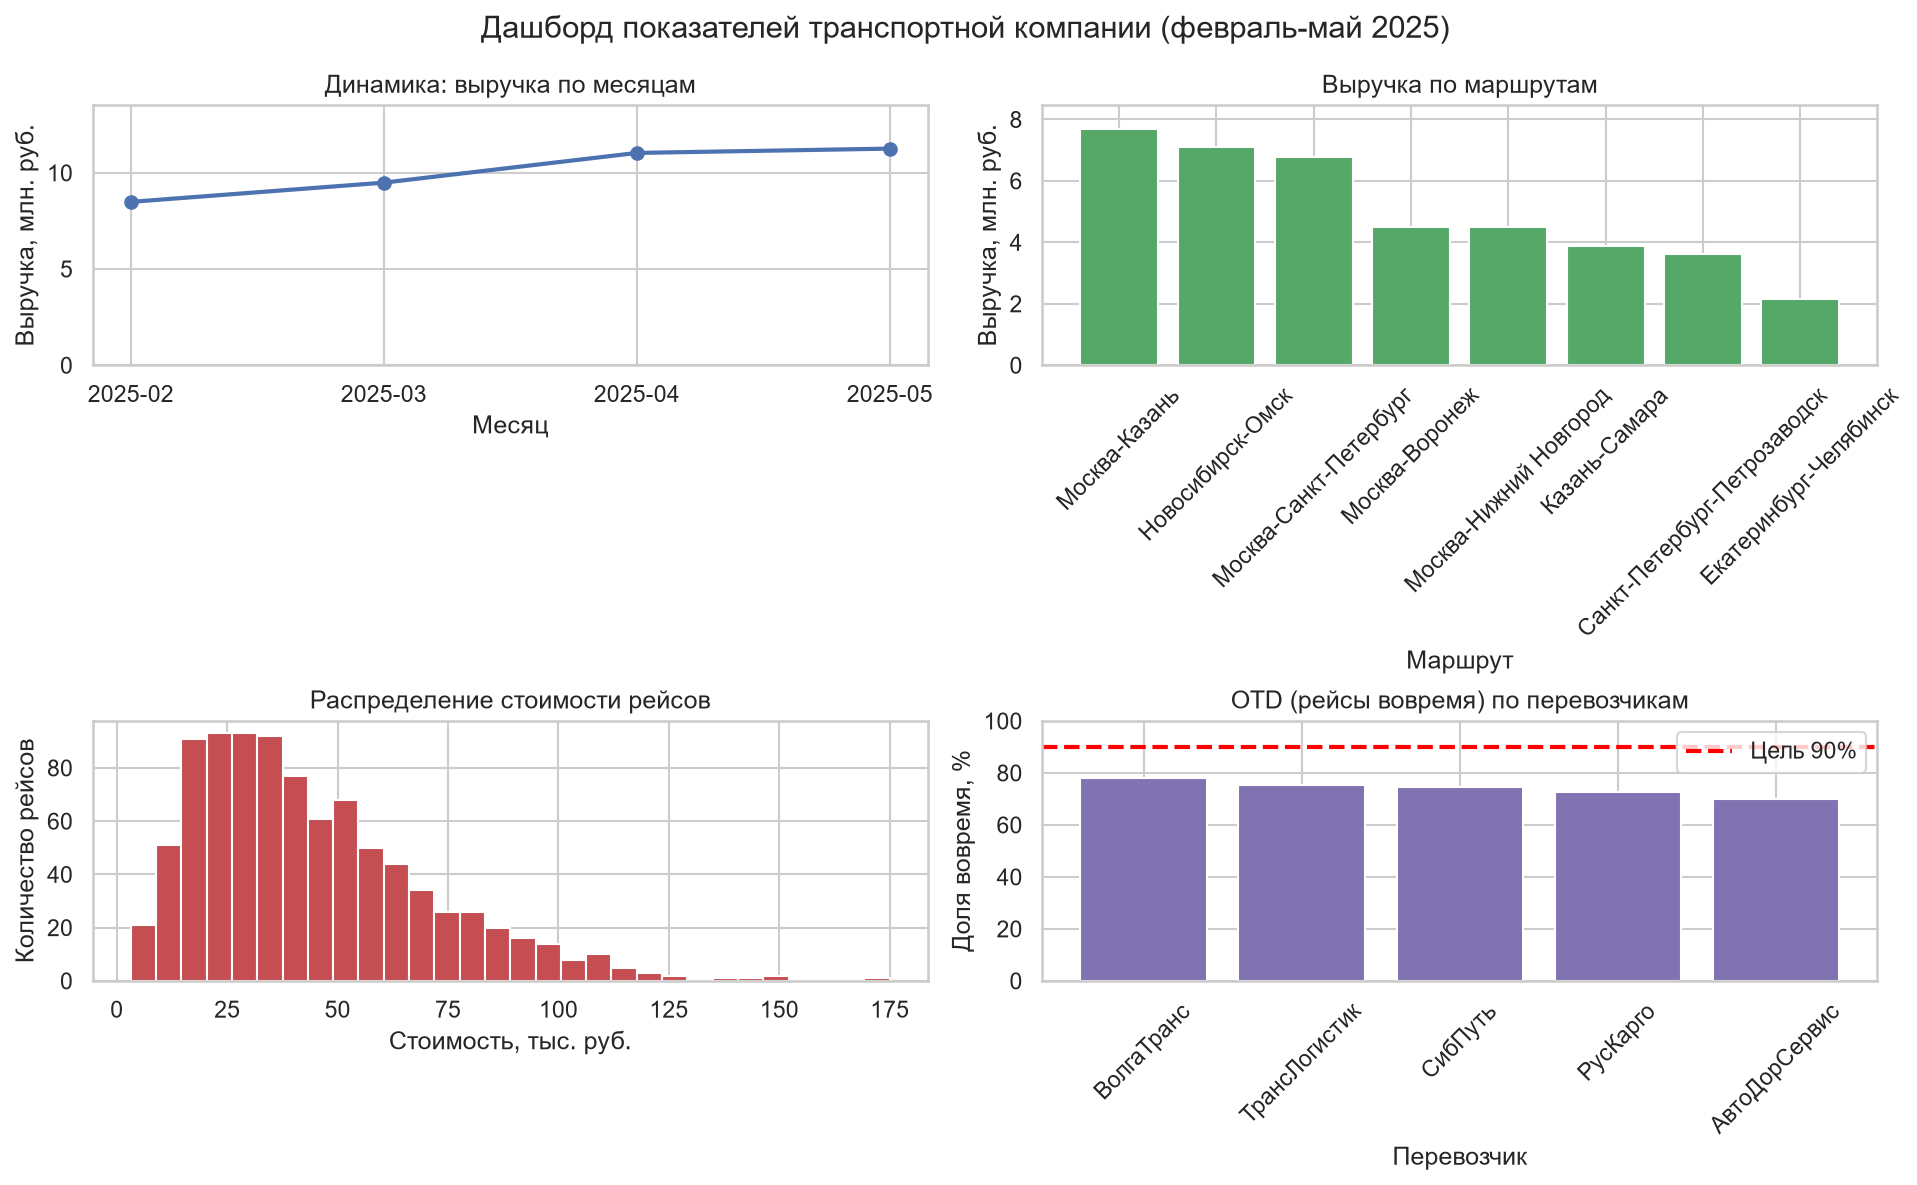 Дашборд показателей транспортной компании (февраль-май 2025)
Динамика: выручка по месяцам
Выручка, млн. руб.
10
5
0
2025-02 2025-03 2025-04 2025-05
Месяц
Выручка по маршрутам
Выручка, млн. руб.
8
6
4
2
0
Москва-Казань
Новосибирск-Омск
Москва-Санкт-Петербург
Москва-Воронеж
Москва-Нижний Новгород
Казань-Самара
Санкт-Петербург-Петрозаводск
Екатеринбург-Челябинск
Маршрут
Распределение стоимости рейсов
Количество рейсов
80
60
40
20
0
0 25 50 75 100 125 150 175
Стоимость, тыс. руб.
OTD (рейсы вовремя) по перевозчикам
Доля вовремя, %
100
80
60
40
20
0
Цель 90%
ВолгаТранс
ТрансЛогистик
СибПуть
РусКарго
АвтоДорСервис
Перевозчик